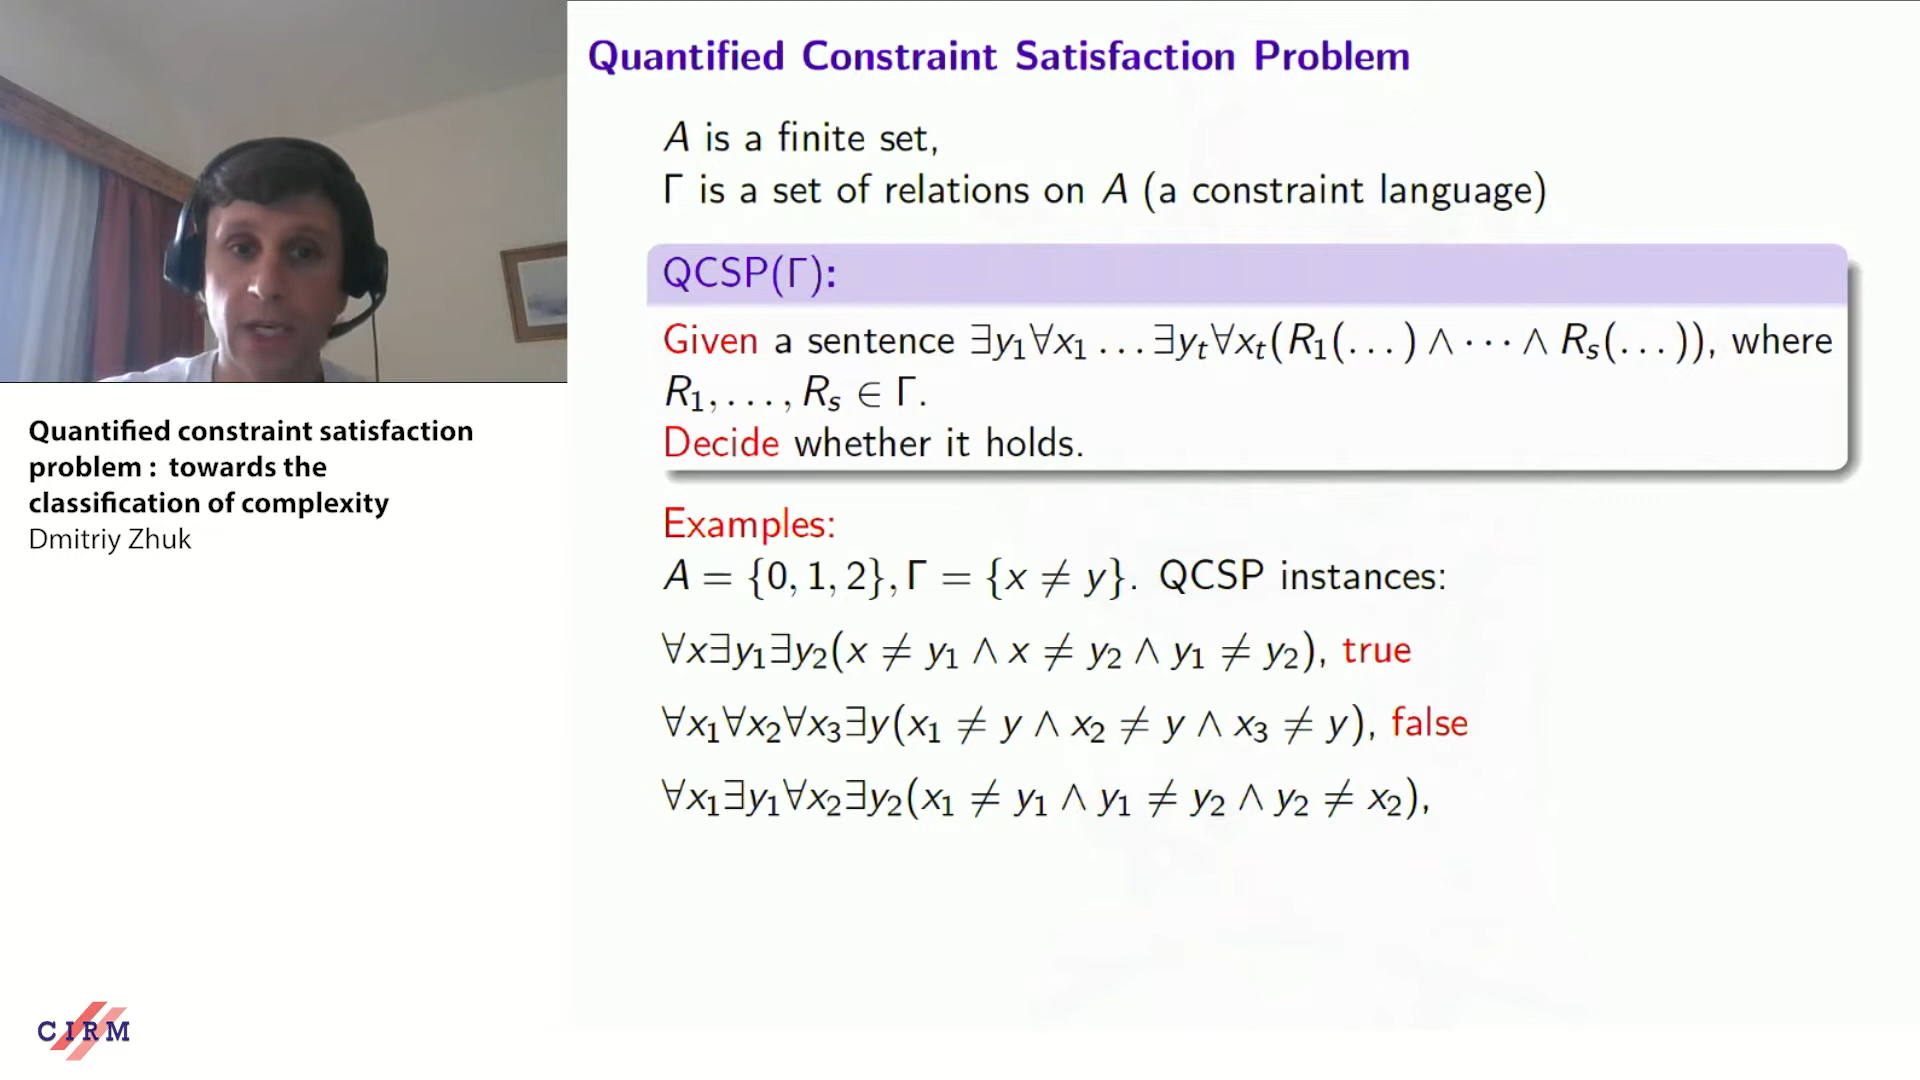 Quantified Constraint Satisfaction Problem
A is a finite set,
Γ is a set of relations on A (a constraint language)
QCSP(Γ):
Given a sentence ∃y₁∀x₁ … ∃yₜ∀xₜ(R₁(…) ∧ ⋯ ∧ Rₛ(…)), where
R₁, …, Rₛ ∈ Γ.
Decide whether it holds.
Examples:
A = {0, 1, 2}, Γ = {x ≠ y}. QCSP instances:
∀x∃y₁∃y₂(x ≠ y₁ ∧ x ≠ y₂ ∧ y₁ ≠ y₂), true
∀x₁∀x₂∀x₃∃y(x₁ ≠ y ∧ x₂ ≠ y ∧ x₃ ≠ y), false
∀x₁∃y₁∀x₂∃y₂(x₁ ≠ y₁ ∧ y₁ ≠ y₂ ∧ y₂ ≠ x₂),
Quantified constraint satisfaction
problem : towards the
classification of complexity
Dmitriy Zhuk
CIRM